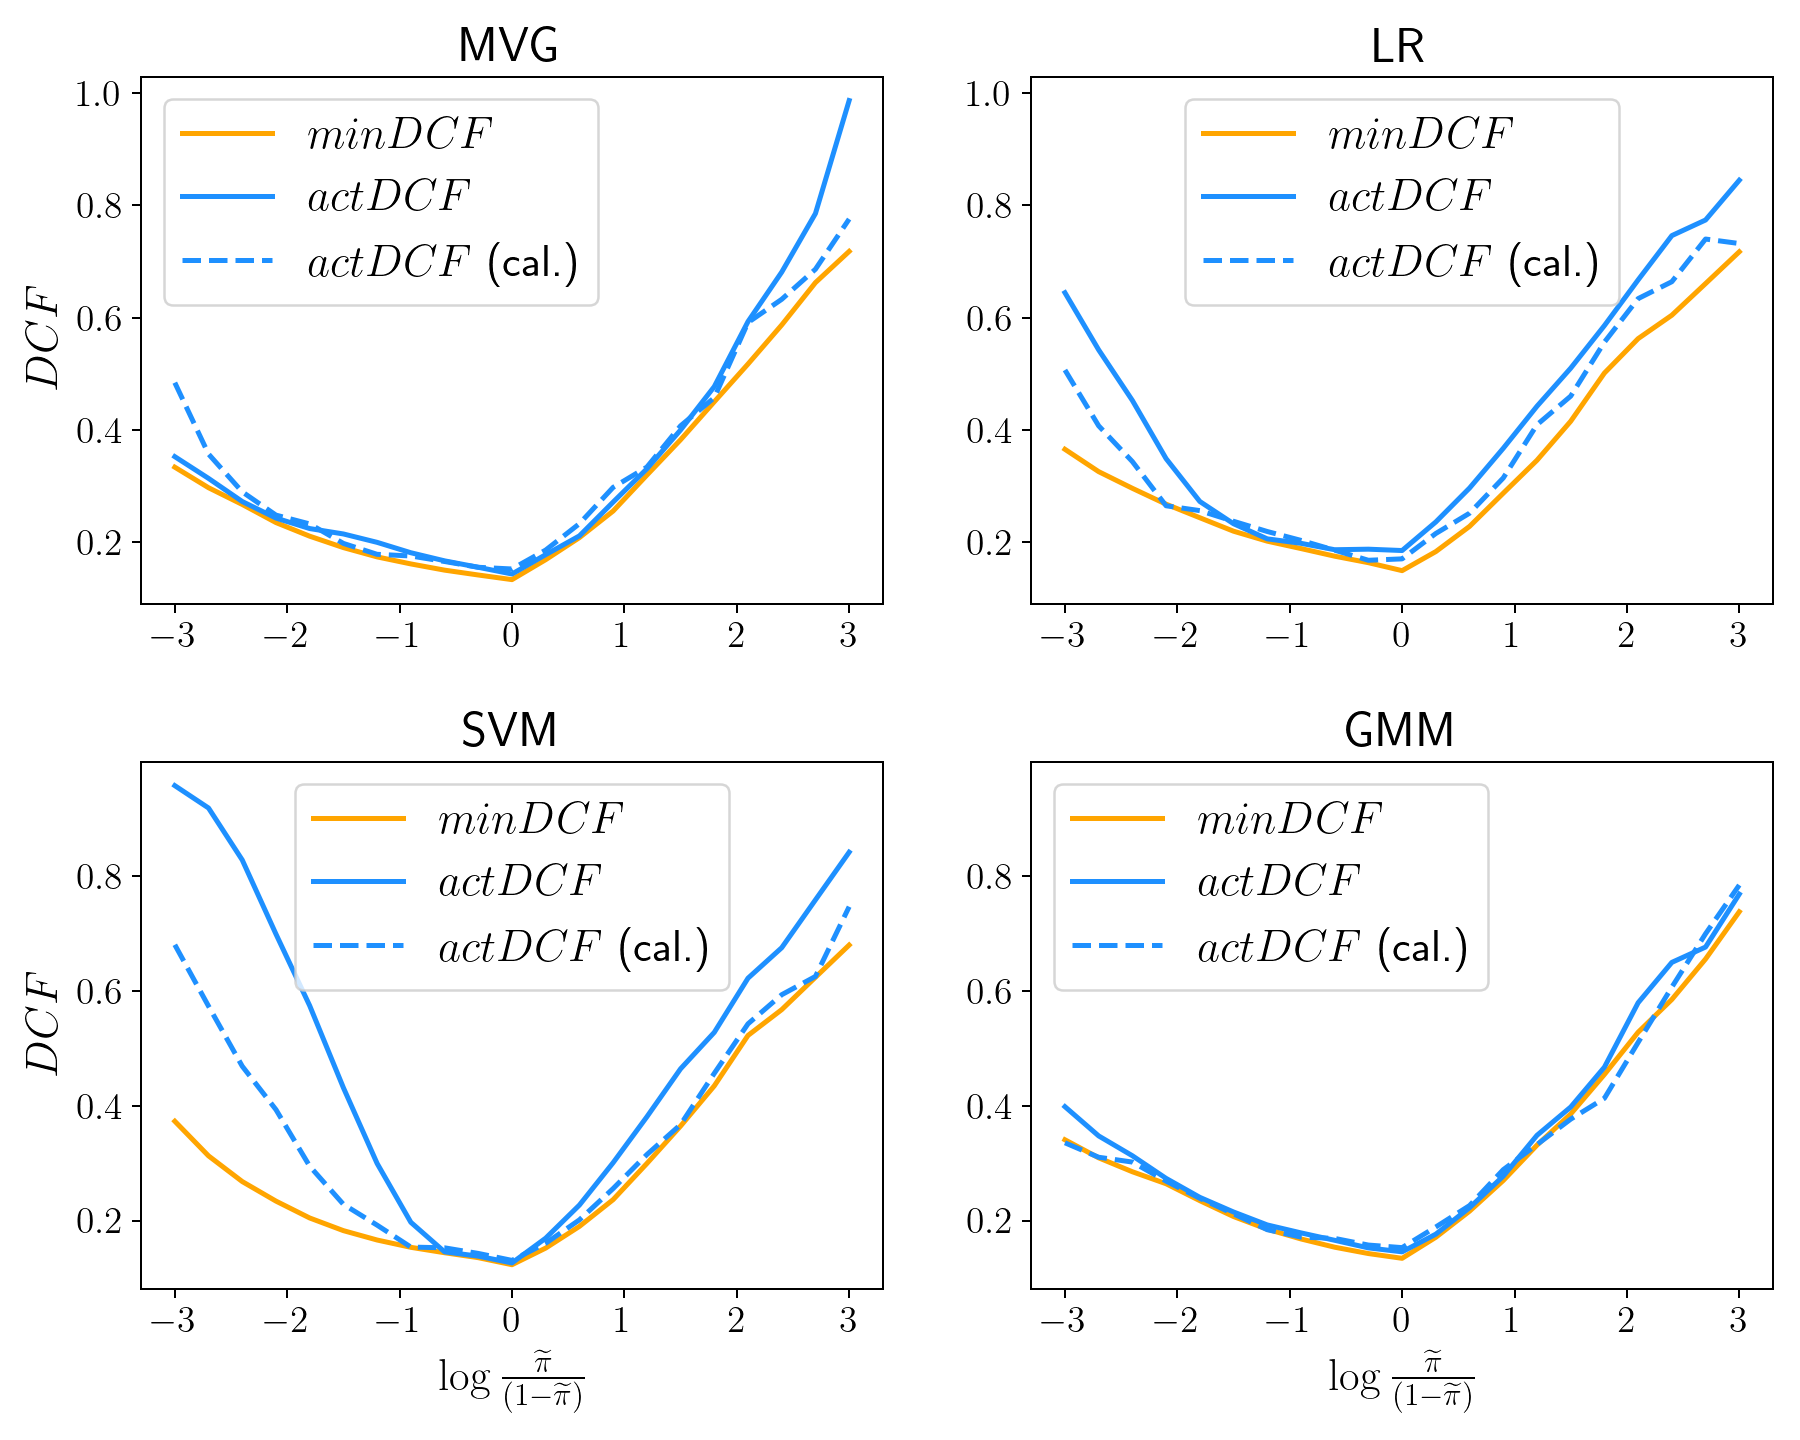 MVG
1.0
0.8
0.6
0.4
0.2
DCF
minDCF
actDCF
actDCF (cal.)
−3 −2 −1 0 1 2 3
LR
1.0
0.8
0.6
0.4
0.2
minDCF
actDCF
actDCF (cal.)
−3 −2 −1 0 1 2 3
SVM
0.8
0.6
0.4
0.2
DCF
minDCF
actDCF
actDCF (cal.)
−3 −2 −1 0 1 2 3
log π̃/(1−π̃)
GMM
0.8
0.6
0.4
0.2
minDCF
actDCF
actDCF (cal.)
−3 −2 −1 0 1 2 3
log π̃/(1−π̃)